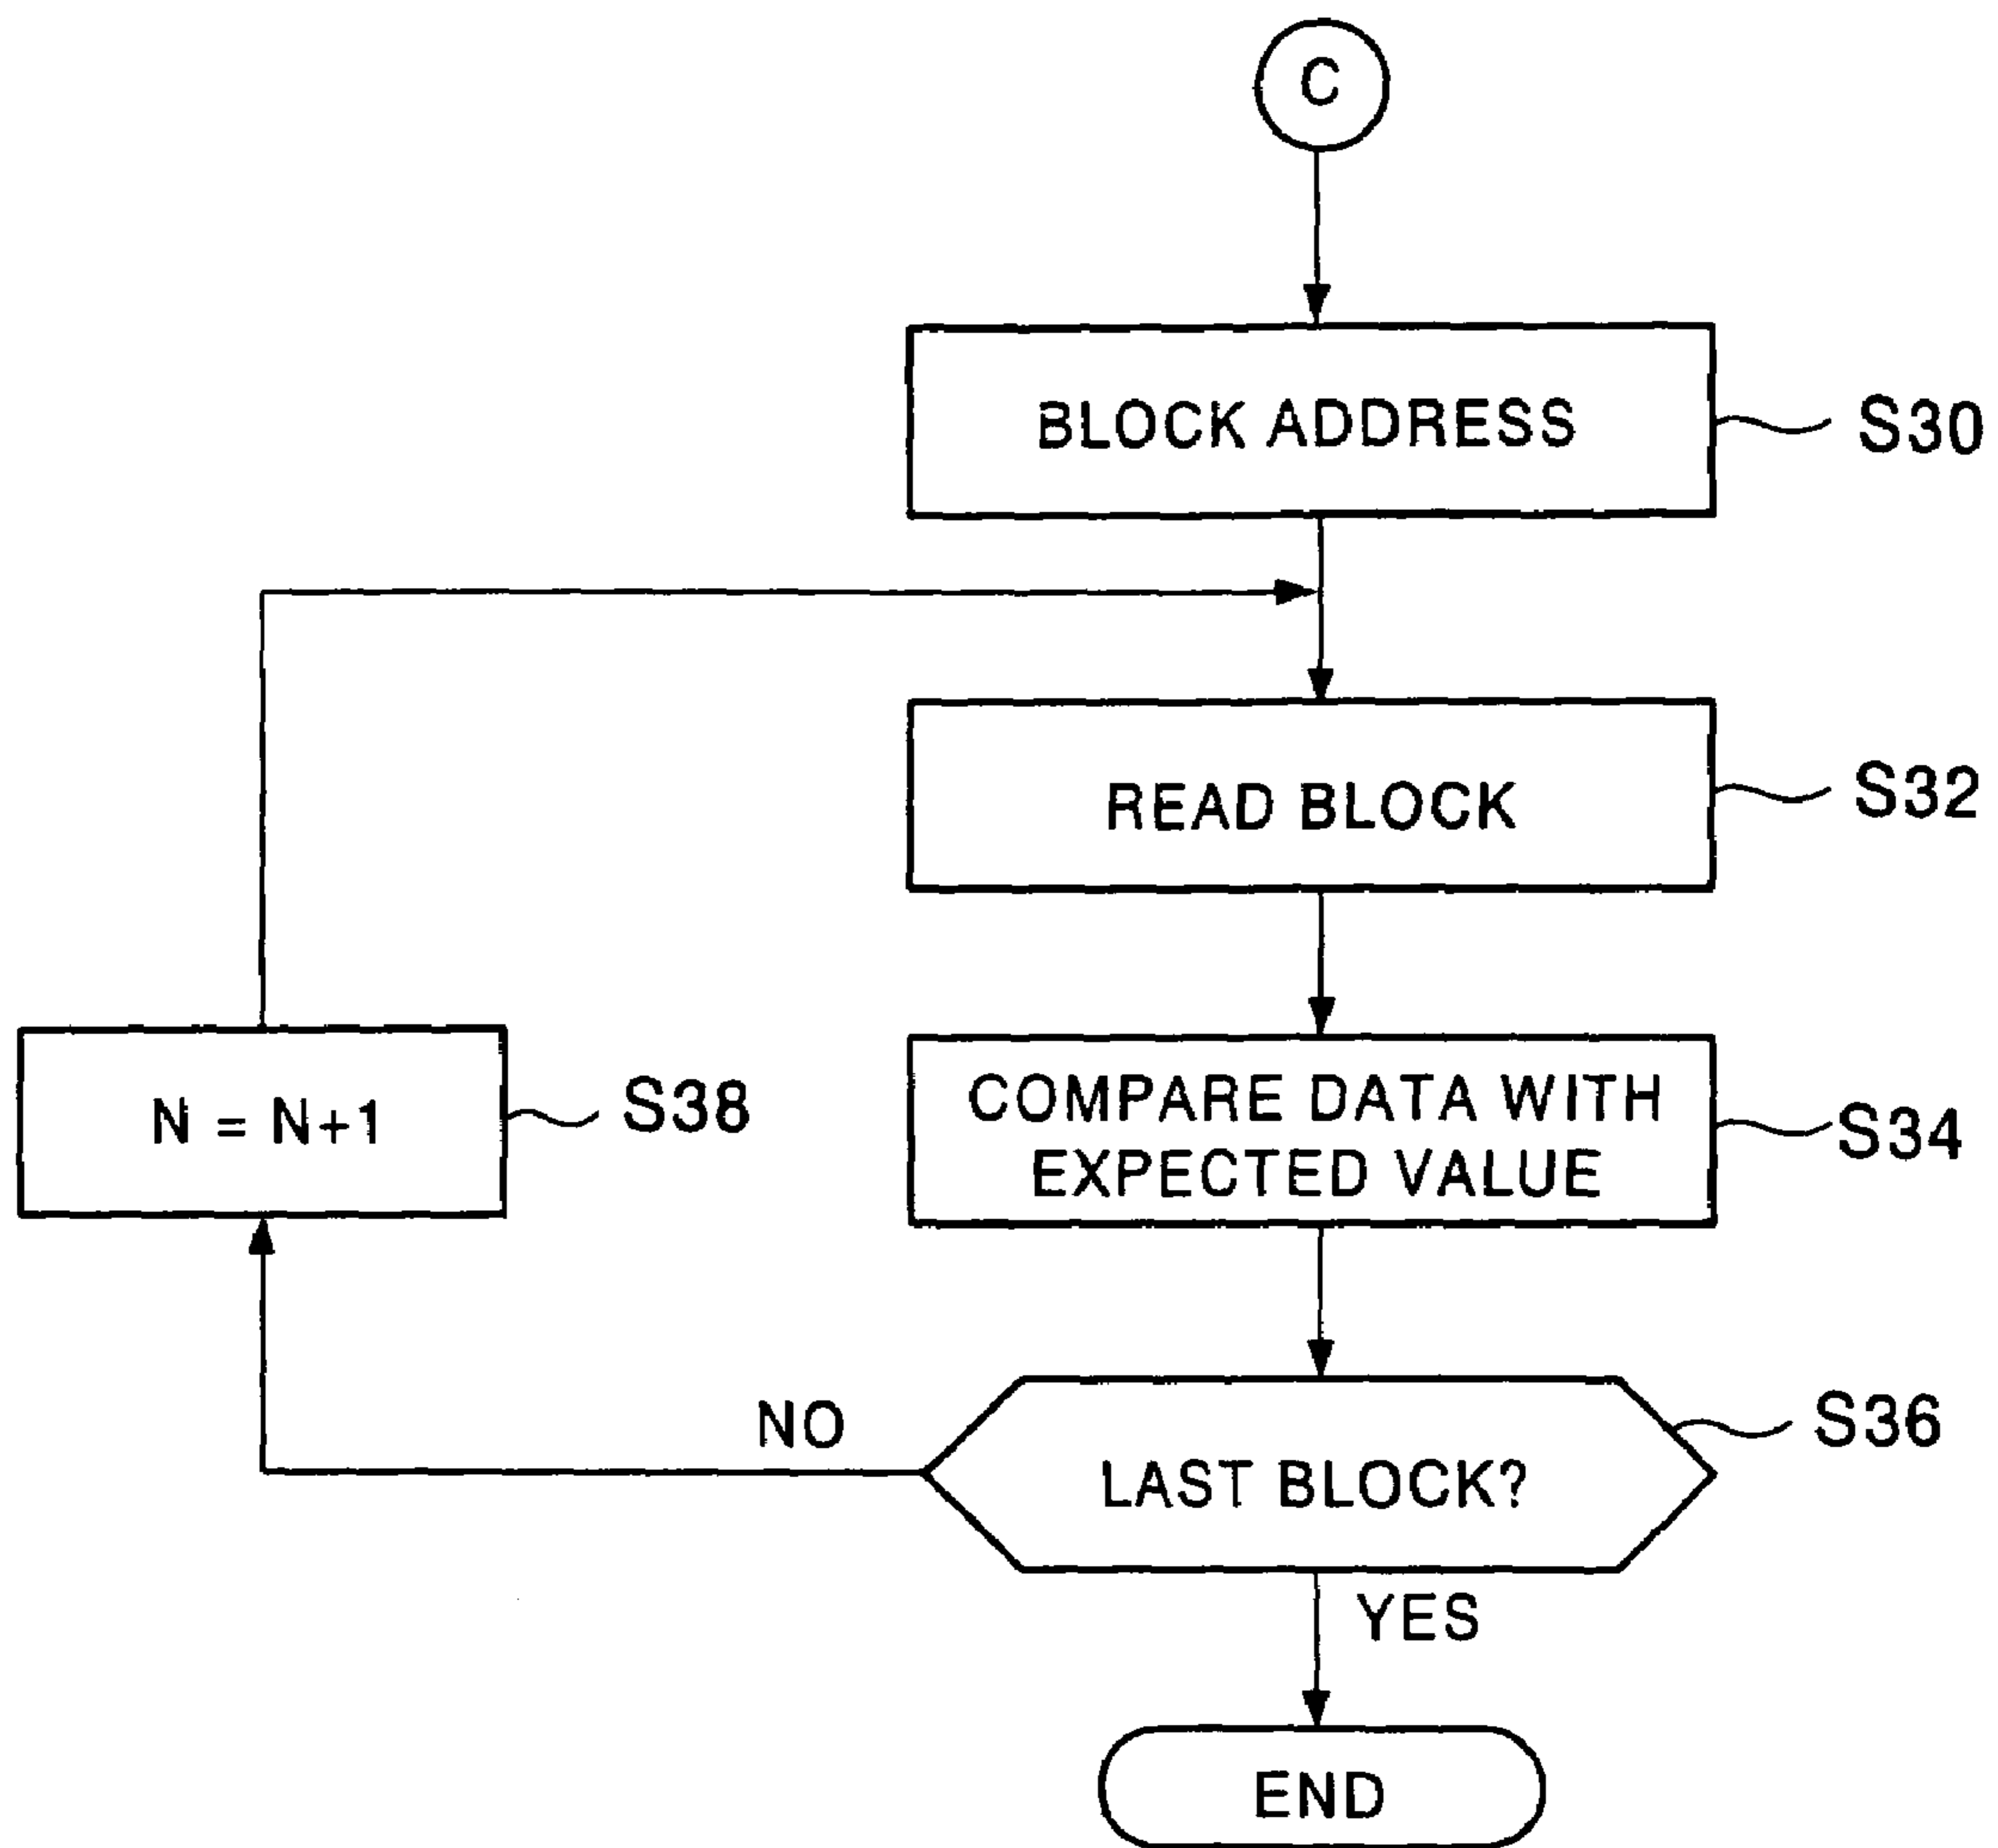 C
BLOCK ADDRESS
S30
READ BLOCK
S32
COMPARE DATA WITH
EXPECTED VALUE
S34
N = N+1
S38
LAST BLOCK?
S36
NO
YES
END